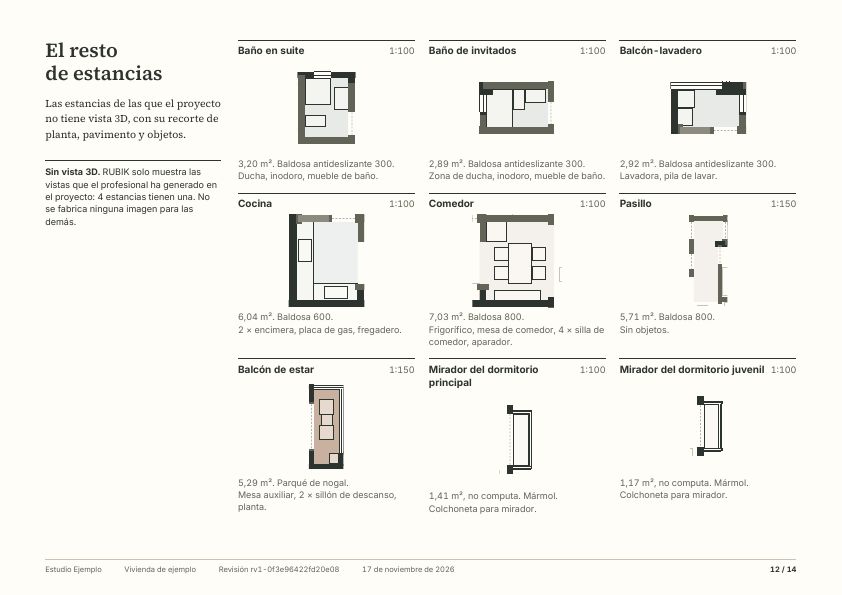 El resto
de estancias
Las estancias de las que el proyecto
no tiene vista 3D, con su recorte de
planta, pavimento y objetos.
Sin vista 3D. RUBIK solo muestra las
vistas que el profesional ha generado en
el proyecto: 4 estancias tienen una. No
se fabrica ninguna imagen para las
demás.
Baño en suite 1:100
3,20 m². Baldosa antideslizante 300.
Ducha, inodoro, mueble de baño.
Baño de invitados 1:100
2,89 m². Baldosa antideslizante 300.
Zona de ducha, inodoro, mueble de baño.
Balcón-lavadero 1:100
2,92 m². Baldosa antideslizante 300.
Lavadora, pila de lavar.
Cocina 1:100
6,04 m². Baldosa 600.
2 × encimera, placa de gas, fregadero.
Comedor 1:100
7,03 m². Baldosa 800.
Frigorífico, mesa de comedor, 4 × silla de
comedor, aparador.
Pasillo 1:150
5,71 m². Baldosa 800.
Sin objetos.
Balcón de estar 1:150
5,29 m². Parqué de nogal.
Mesa auxiliar, 2 × sillón de descanso,
planta.
Mirador del dormitorio 1:100
principal
1,41 m², no computa. Mármol.
Colchoneta para mirador.
Mirador del dormitorio juvenil 1:100
1,17 m², no computa. Mármol.
Colchoneta para mirador.
Estudio Ejemplo Vivienda de ejemplo Revisión rv1-0f3e96422fd20e08 17 de noviembre de 2026 12 / 14